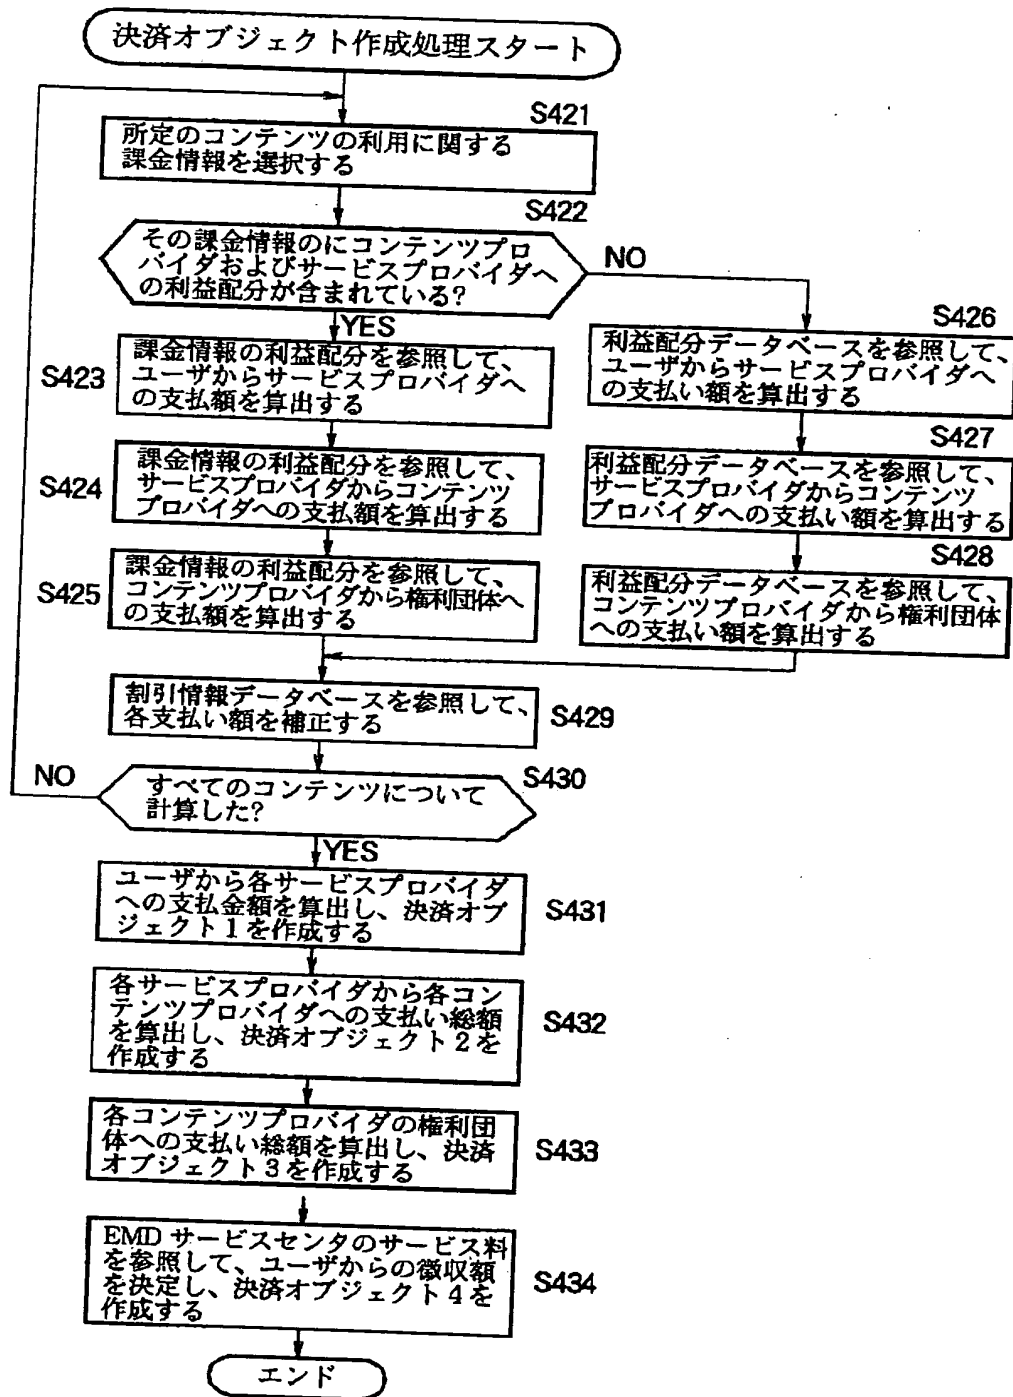 決済オブジェクト作成処理スタート
S421
所定のコンテンツの利用に関する
課金情報を選択する
S422
その課金情報のにコンテンツプロ
バイダおよびサービスプロバイダへ
の利益配分が含まれている?
NO
YES
S423
課金情報の利益配分を参照して、
ユーザからサービスプロバイダへ
の支払額を算出する
S424
課金情報の利益配分を参照して、
サービスプロバイダからコンテンツ
プロバイダへの支払額を算出する
S425
課金情報の利益配分を参照して、
コンテンツプロバイダから権利団体へ
の支払額を算出する
S426
利益配分データベースを参照して、
ユーザからサービスプロバイダへ
の支払い額を算出する
S427
利益配分データベースを参照して、
サービスプロバイダからコンテンツ
プロバイダへの支払い額を算出する
S428
利益配分データベースを参照して、
コンテンツプロバイダから権利団体
への支払い額を算出する
割引情報データベースを参照して、
各支払い額を補正する
S429
NO
S430
すべてのコンテンツについて
計算した?
YES
ユーザから各サービスプロバイダ
への支払金額を算出し、決済オブ
ジェクト1を作成する
S431
各サービスプロバイダから各コン
テンツプロバイダへの支払い総額
を算出し、決済オブジェクト2を
作成する
S432
各コンテンツプロバイダの権利団
体への支払い総額を算出し、決済
オブジェクト3を作成する
S433
EMD サービスセンタのサービス料
を参照して、ユーザからの徴収額
を決定し、決済オブジェクト4を
作成する
S434
エンド